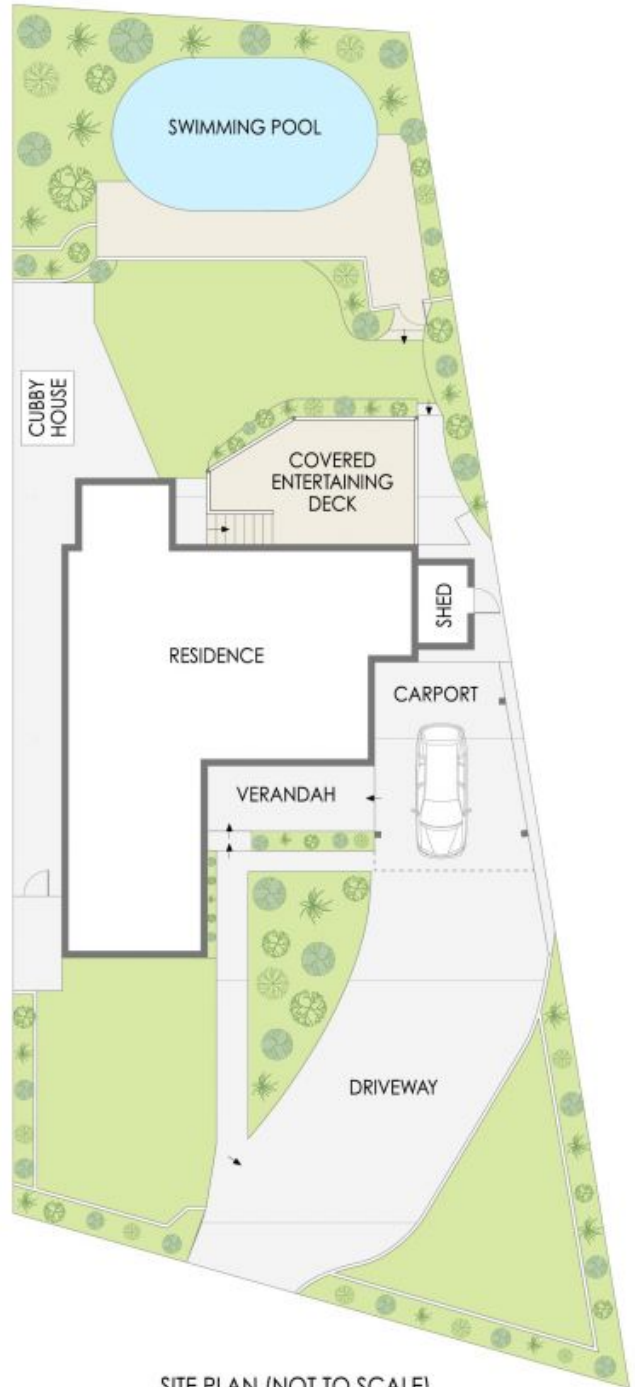 SWIMMING POOL
CUBBY
HOUSE
COVERED
ENTERTAINING
DECK
RESIDENCE
SHED
CARPORT
VERANDAH
DRIVEWAY
SITE PLAN (NOT TO SCALE)